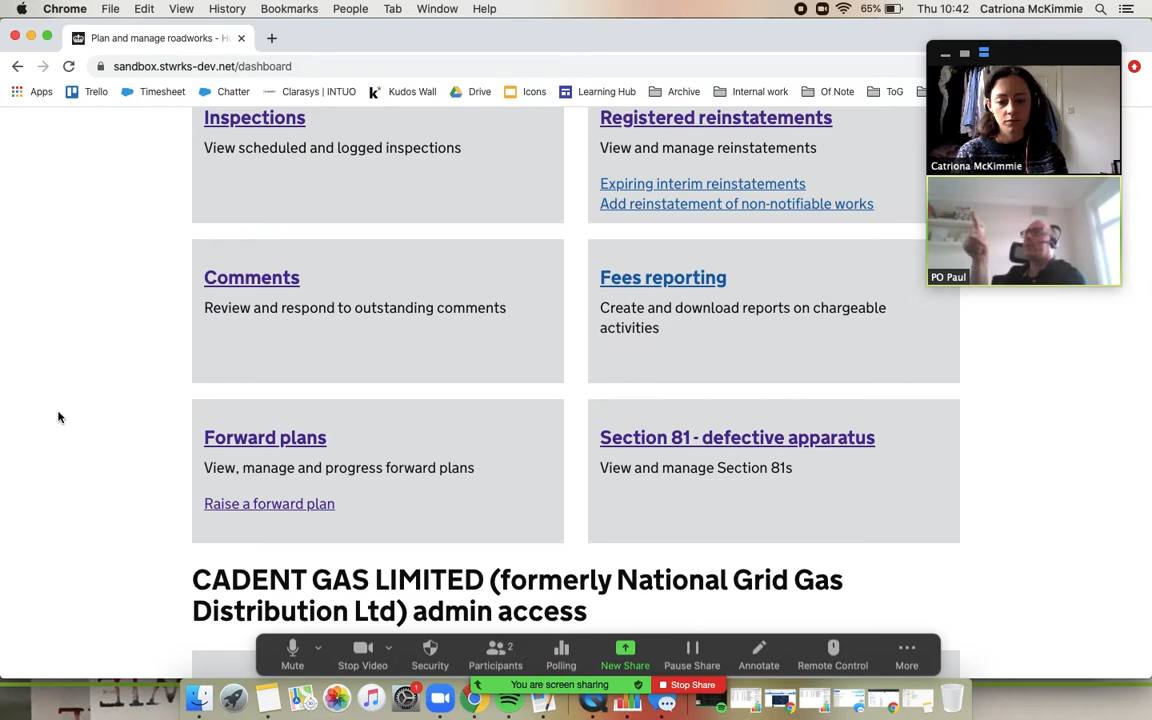 Chrome File Edit View History Bookmarks People Tab Window Help 65% Thu 10:42 Catriona McKimmie
Plan and manage roadworks - H
sandbox.stwrks-dev.net/dashboard
Apps Trello Timesheet Chatter Clarasys | INTUO Kudos Wall Drive Icons Learning Hub Archive Internal work Of Note ToG
Catriona McKimmie
PO Paul
Inspections
View scheduled and logged inspections
Registered reinstatements
View and manage reinstatements
Expiring interim reinstatements
Add reinstatement of non-notifiable works
Comments
Review and respond to outstanding comments
Fees reporting
Create and download reports on chargeable
activities
Forward plans
View, manage and progress forward plans
Raise a forward plan
Section 81 - defective apparatus
View and manage Section 81s
CADENT GAS LIMITED (formerly National Grid Gas
Distribution Ltd) admin access
Mute Stop Video Security Participants 2 Polling New Share Pause Share Annotate Remote Control More
You are screen sharing Stop Share
1